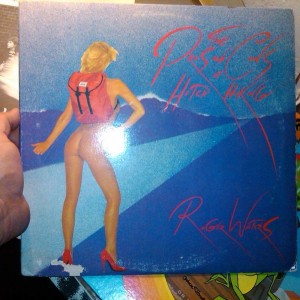 The
Pros and Cons
of
Hitch Hiking
Roger Waters